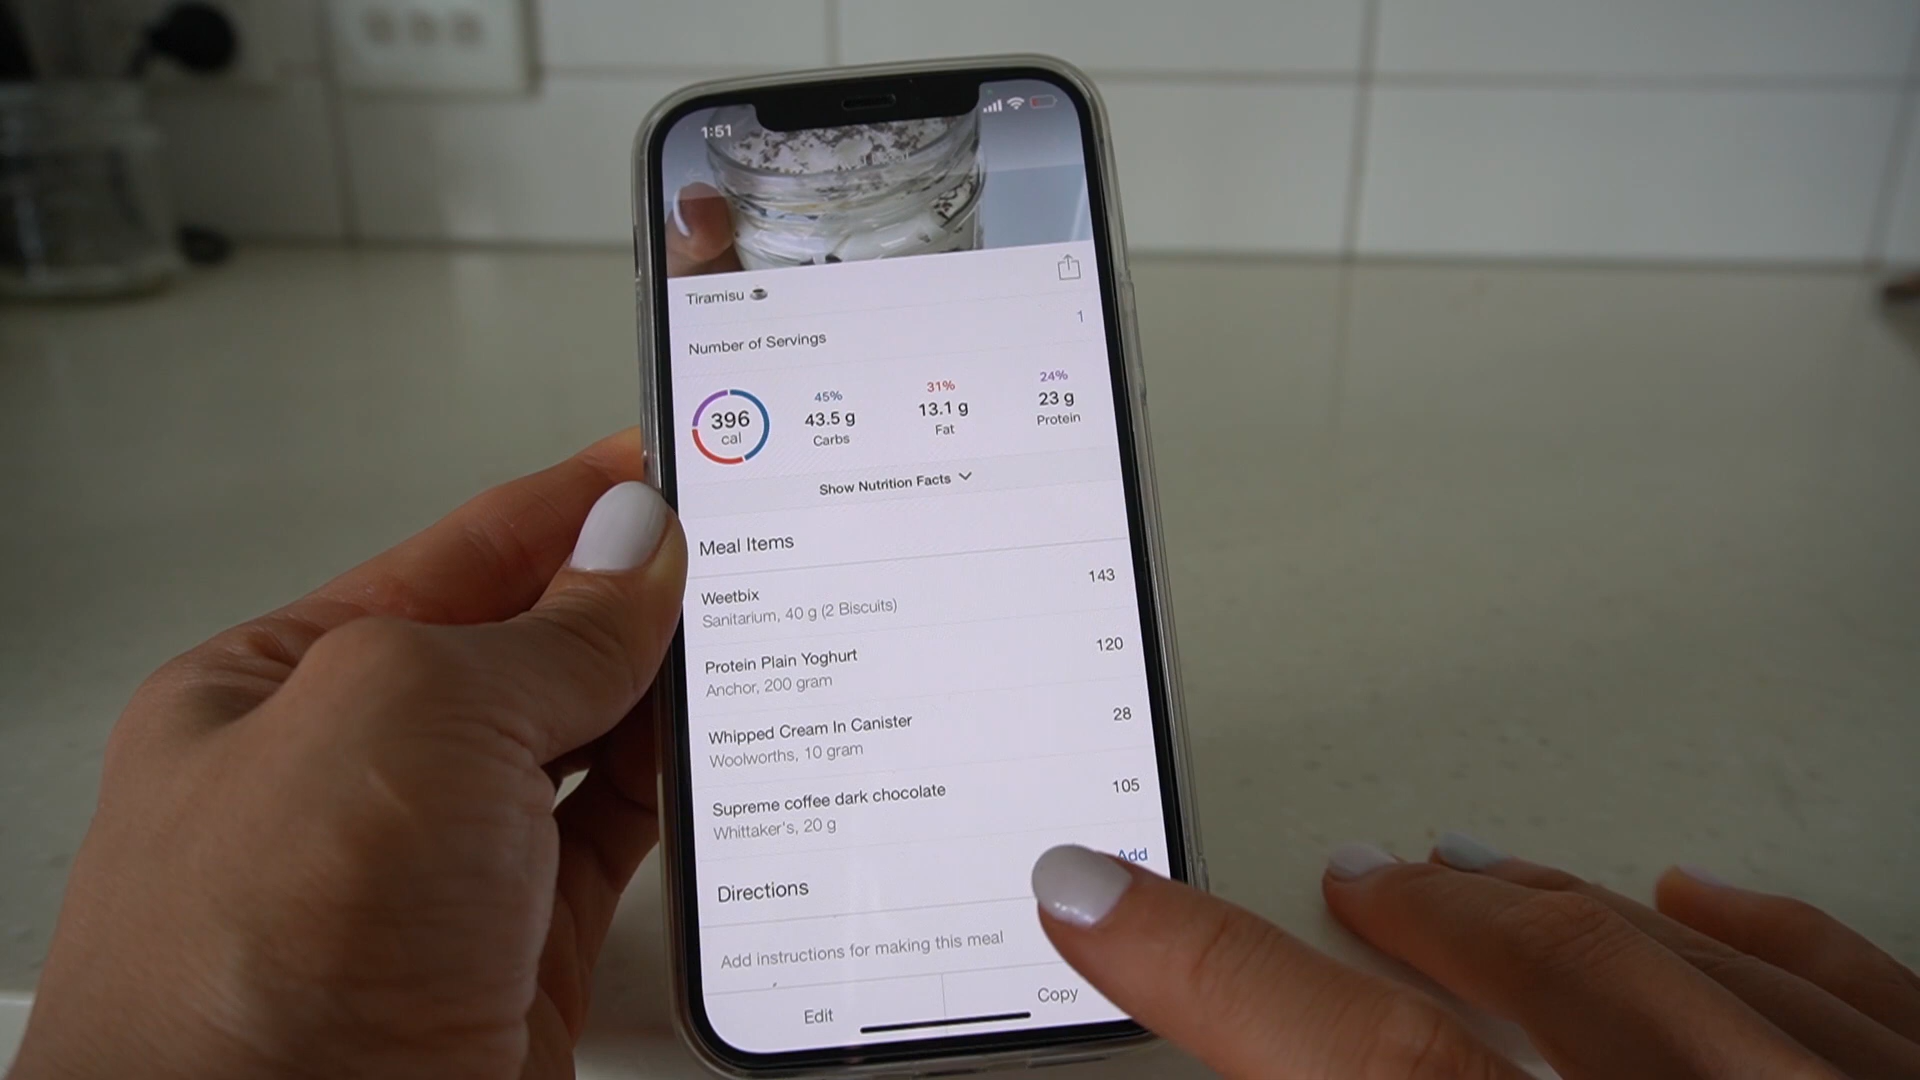 1:51
Tiramisu ☕
Number of Servings 1
45% 31% 24%
396 43.5 g 13.1 g 23 g
cal Carbs Fat Protein
Show Nutrition Facts
Meal Items
Weetbix 143
Sanitarium, 40 g (2 Biscuits)
Protein Plain Yoghurt 120
Anchor, 200 gram
Whipped Cream In Canister 28
Woolworths, 10 gram
Supreme coffee dark chocolate 105
Whittaker's, 20 g
Add
Directions
Add instructions for making this meal
Edit Copy